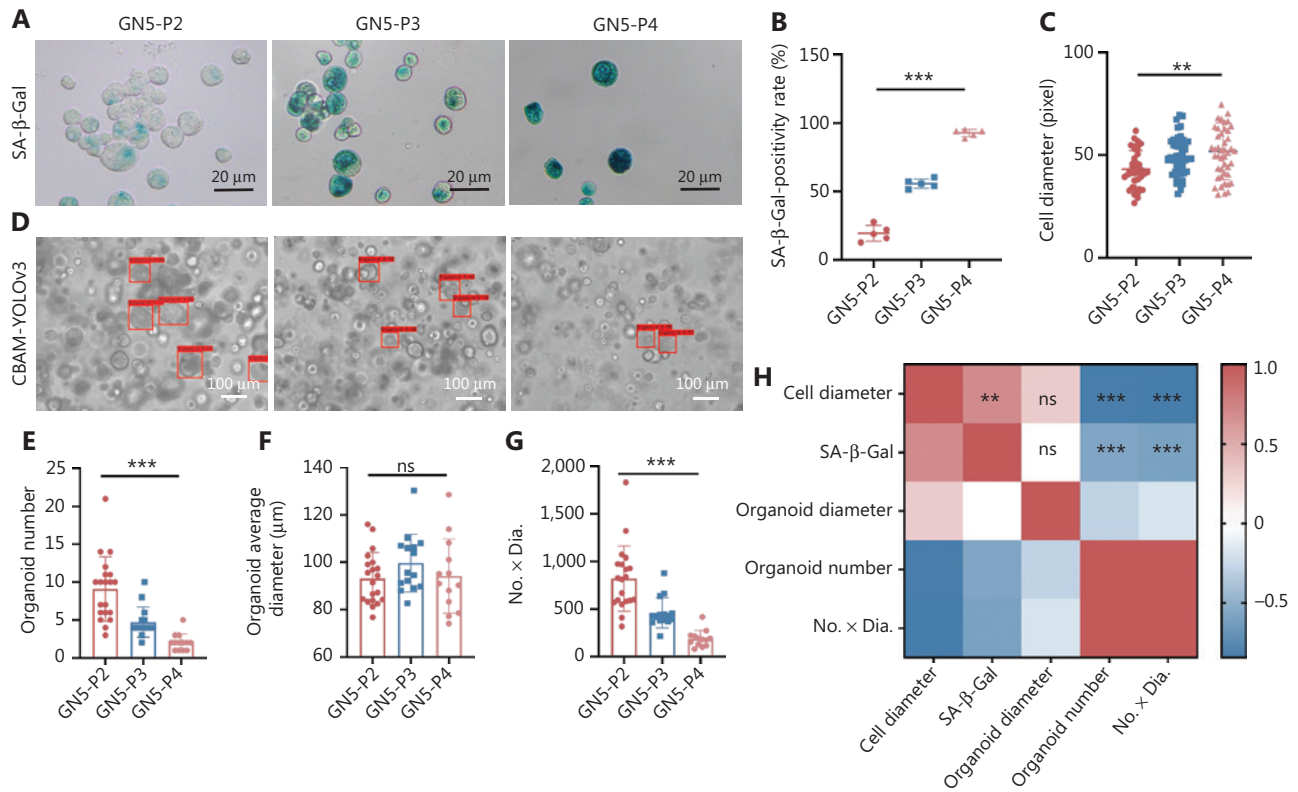 A
GN5-P2
GN5-P3
GN5-P4
SA-β-Gal
20 μm
20 μm
20 μm
B
SA-β-Gal-positivity rate (%)
150
100
50
0
***
GN5-P2
GN5-P3
GN5-P4
C
Cell diameter (pixel)
100
50
0
**
GN5-P2
GN5-P3
GN5-P4
D
CBAM-YOLOv3
100 μm
100 μm
100 μm
E
Organoid number
25
20
15
10
5
0
***
GN5-P2
GN5-P3
GN5-P4
F
Organoid average
diameter (μm)
140
120
100
80
60
ns
GN5-P2
GN5-P3
GN5-P4
G
No. × Dia.
2,000
1,500
1,000
500
0
***
GN5-P2
GN5-P3
GN5-P4
H
Cell diameter
** ns *** ***
SA-β-Gal
ns *** ***
Organoid diameter
Organoid number
No. × Dia.
Cell diameter
SA-β-Gal
Organoid diameter
Organoid number
No. × Dia.
1.0
0.5
0
−0.5